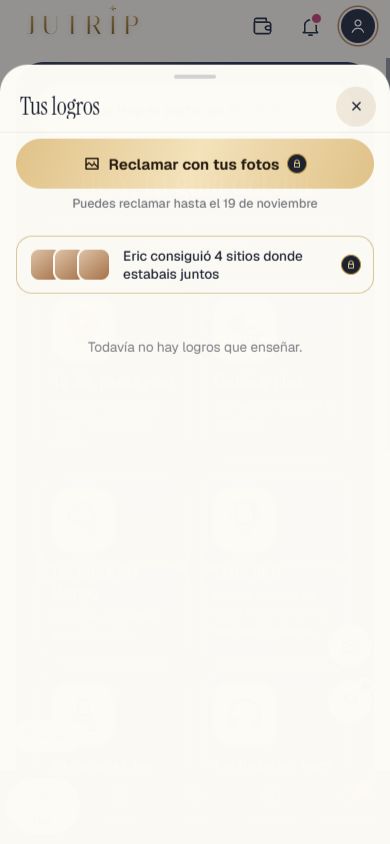 JUTRIP
Tus logros
Reclamar con tus fotos
Puedes reclamar hasta el 19 de noviembre
Eric consiguió 4 sitios donde
estabais juntos
Todavía no hay logros que enseñar.